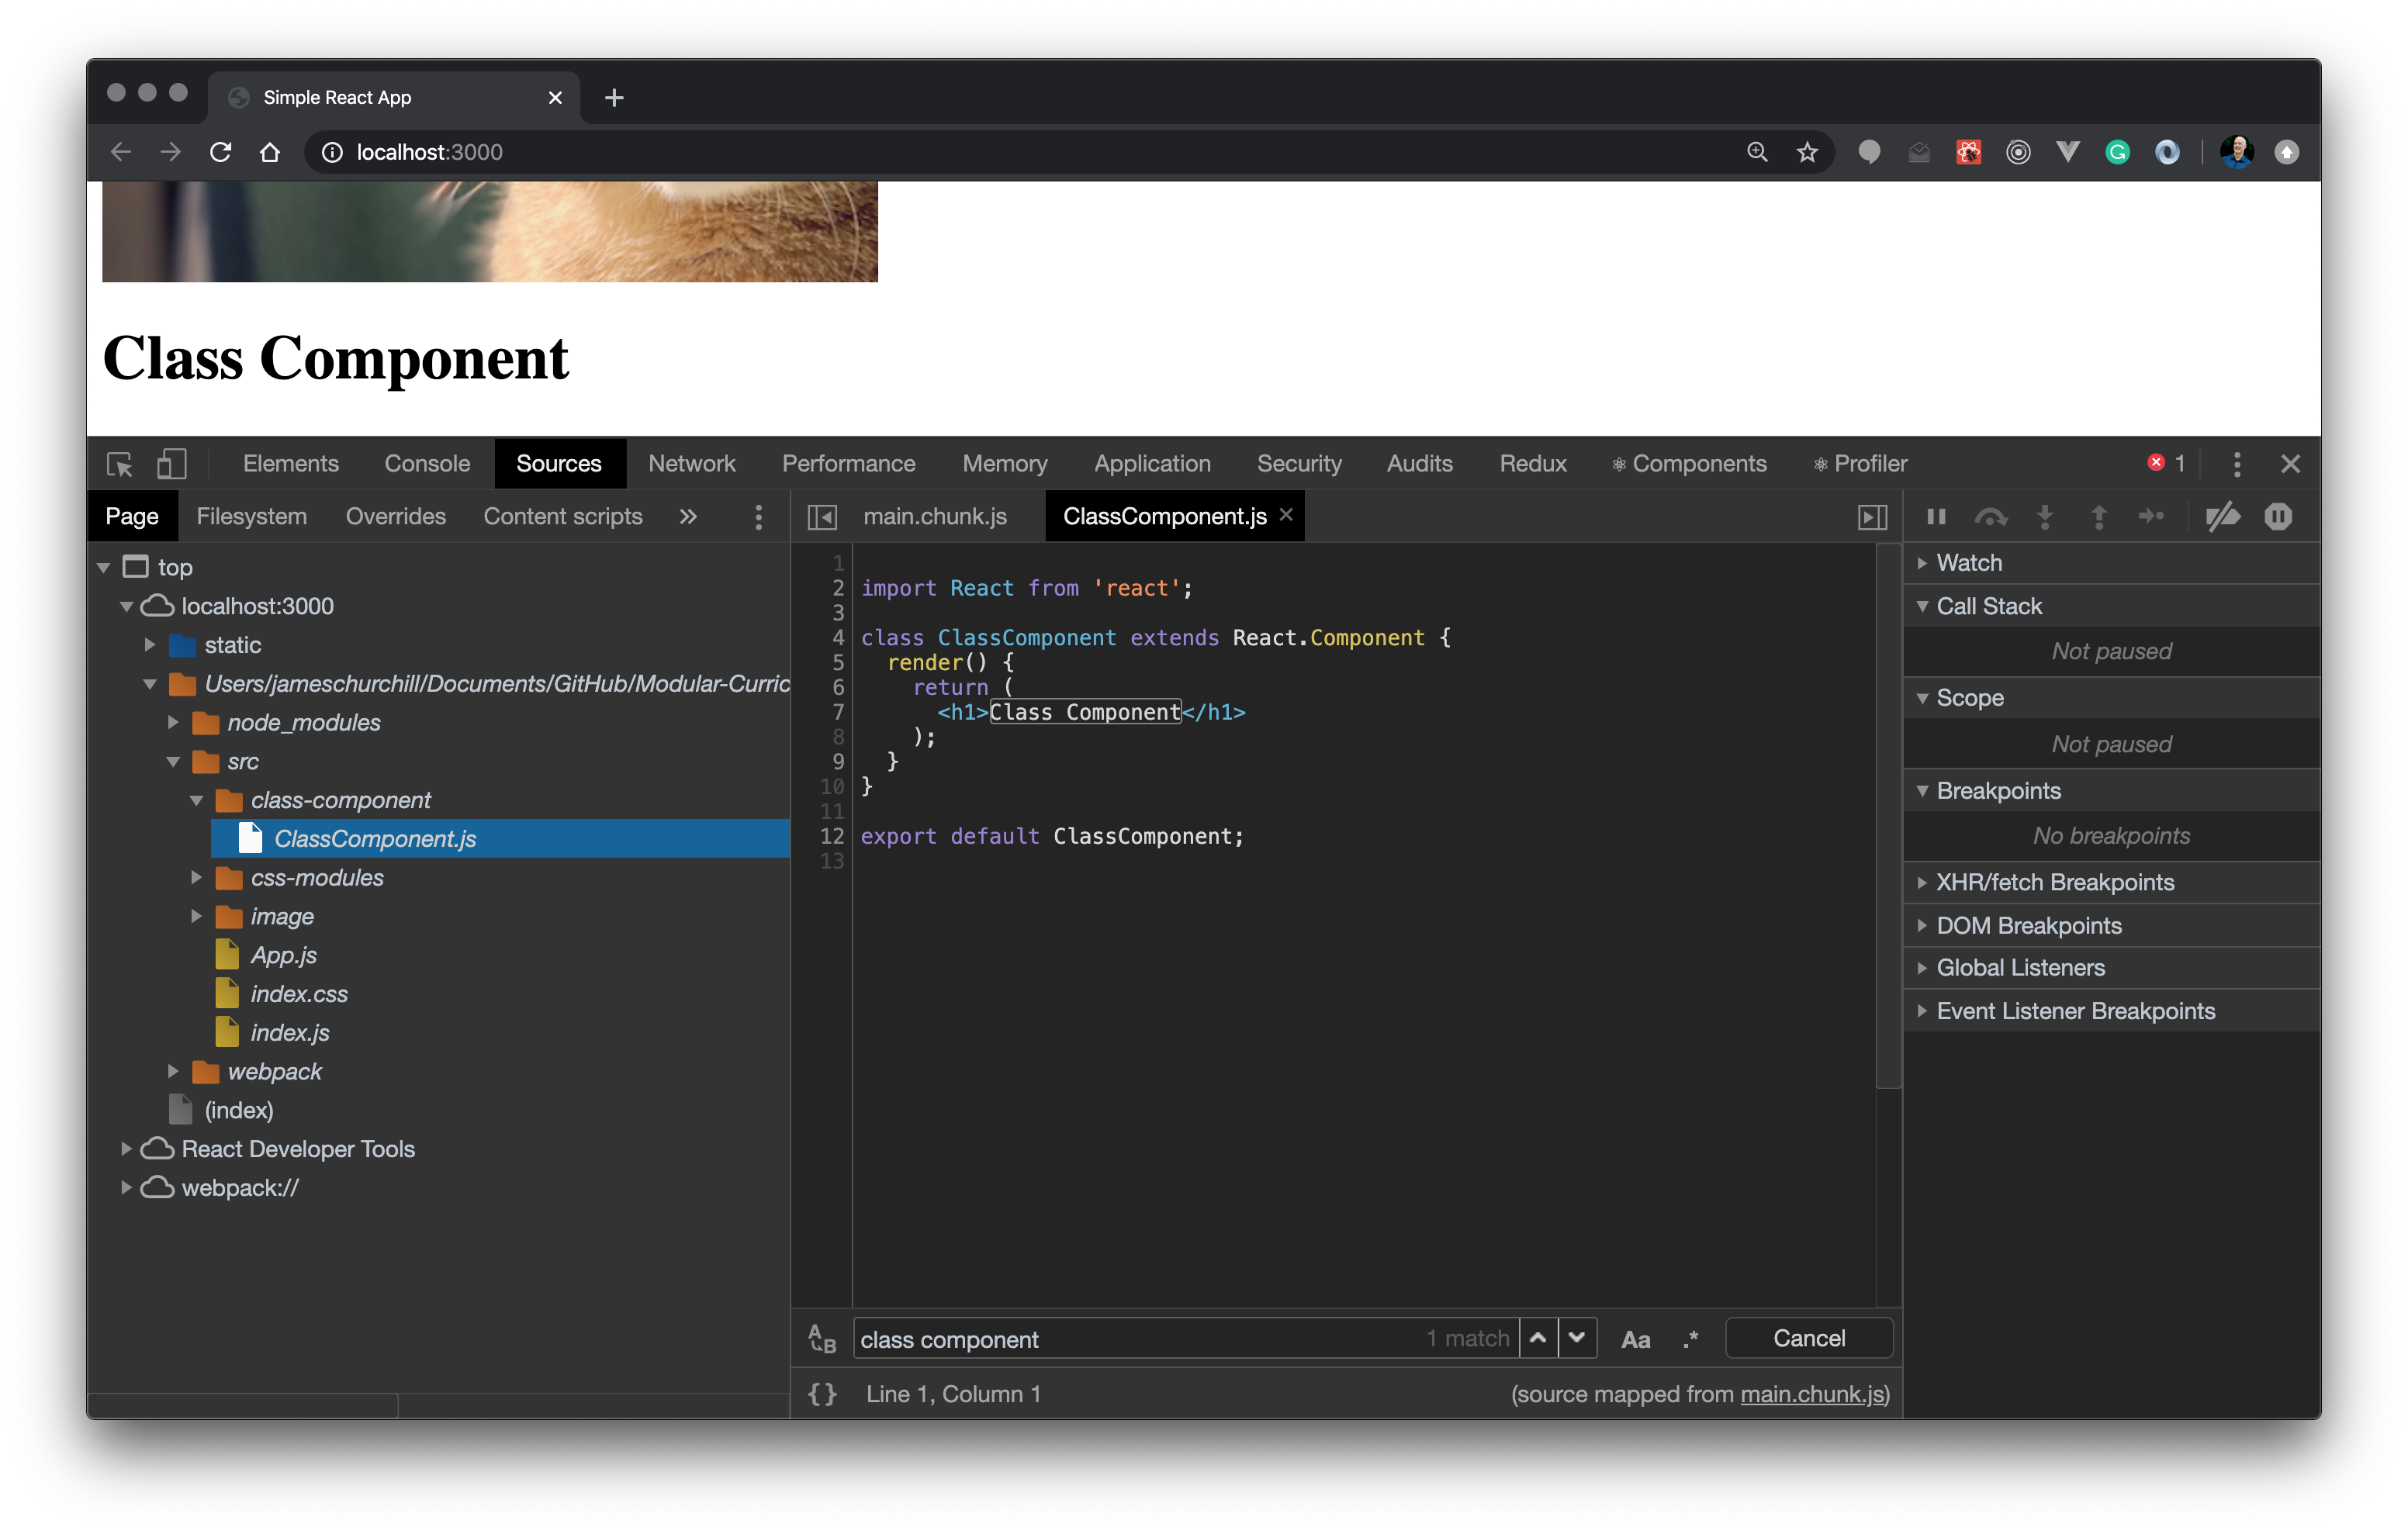 Simple React App
localhost:3000
Class Component
Elements Console Sources Network Performance Memory Application Security Audits Redux Components Profiler 1
Page Filesystem Overrides Content scripts
main.chunk.js ClassComponent.js
top
localhost:3000
static
Users/jameschurchill/Documents/GitHub/Modular-Curric
node_modules
src
class-component
ClassComponent.js
css-modules
image
App.js
index.css
index.js
webpack
(index)
React Developer Tools
webpack://
1
2 import React from 'react';
3
4 class ClassComponent extends React.Component {
5 render() {
6 return (
7 <h1>Class Component</h1>
8 );
9 }
10 }
11
12 export default ClassComponent;
13
class component 1 match Aa .* Cancel
{ } Line 1, Column 1 (source mapped from main.chunk.js)
Watch
Call Stack
Not paused
Scope
Not paused
Breakpoints
No breakpoints
XHR/fetch Breakpoints
DOM Breakpoints
Global Listeners
Event Listener Breakpoints